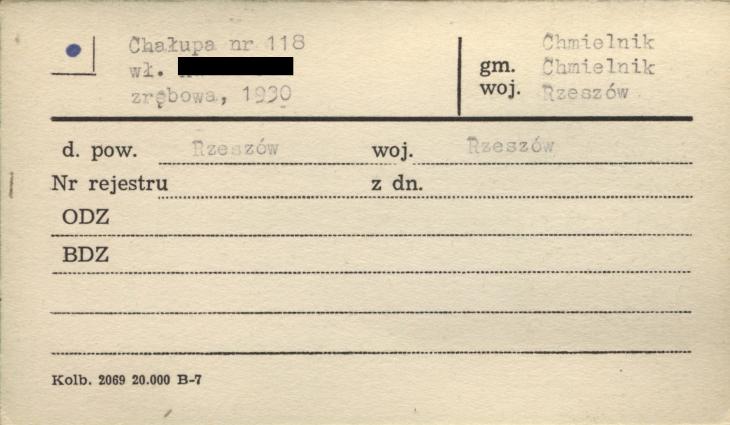 Chałupa nr 118
wł.
zrębowa, 1930
Chmielnik
gm. Chmielnik
woj. Rzeszów
d. pow. Rzeszów woj. Rzeszów
Nr rejestru z dn.
ODZ
BDZ
Kolb. 2069 20.000 B-7